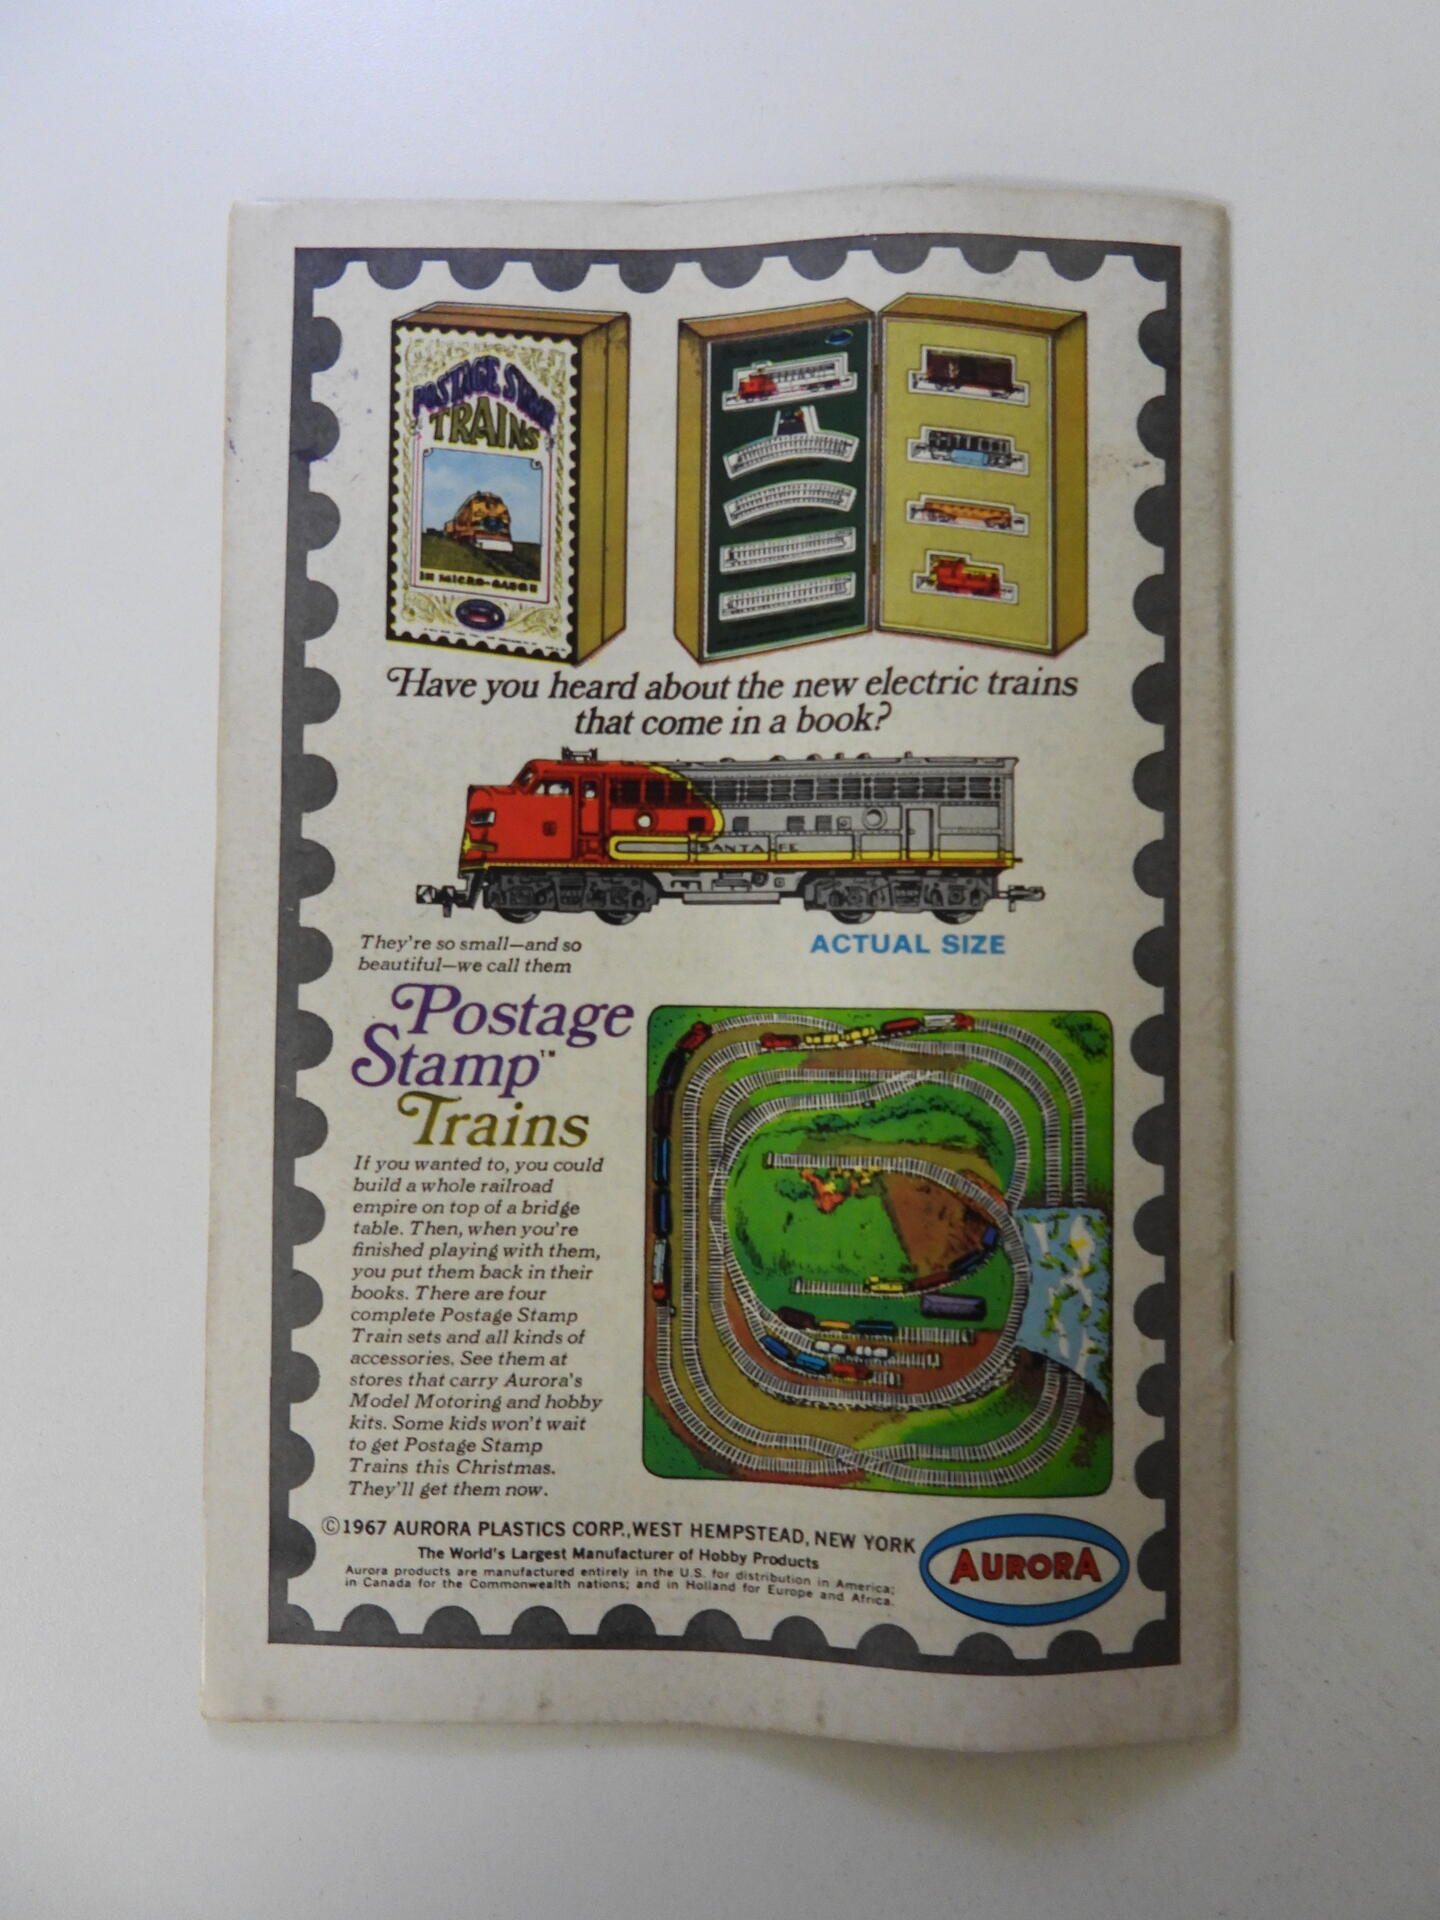 POSTAGE STAMP
TRAINS
IN MICRO-GAUGE
Have you heard about the new electric trains
that come in a book?
SANTA FE
They're so small—and so
beautiful—we call them
ACTUAL SIZE
Postage
Stamp™
Trains
If you wanted to, you could
build a whole railroad
empire on top of a bridge
table. Then, when you're
finished playing with them,
you put them back in their
books. There are four
complete Postage Stamp
Train sets and all kinds of
accessories. See them at
stores that carry Aurora's
Model Motoring and hobby
kits. Some kids won't wait
to get Postage Stamp
Trains this Christmas.
They'll get them now.
©1967 AURORA PLASTICS CORP., WEST HEMPSTEAD, NEW YORK
The World's Largest Manufacturer of Hobby Products
Aurora products are manufactured entirely in the U.S. for distribution in America;
in Canada for the Commonwealth nations; and in Holland for Europe and Africa.
AURORA